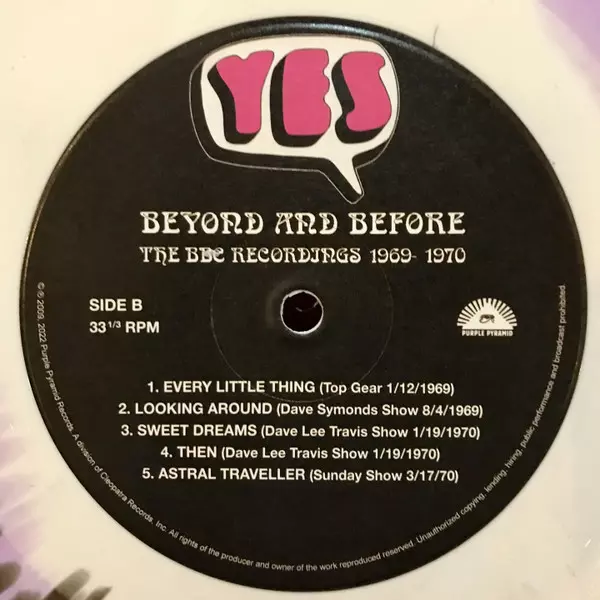 YES
BEYOND AND BEFORE
THE BBC RECORDINGS 1969- 1970
SIDE B
33 1/3 RPM
PURPLE PYRAMID
1. EVERY LITTLE THING (Top Gear 1/12/1969)
2. LOOKING AROUND (Dave Symonds Show 8/4/1969)
3. SWEET DREAMS (Dave Lee Travis Show 1/19/1970)
4. THEN (Dave Lee Travis Show 1/19/1970)
5. ASTRAL TRAVELLER (Sunday Show 3/17/70)
℗ © 2009, 2022 Purple Pyramid Records. A division of Cleopatra Records, Inc. All rights of the producer and owner of the work reproduced reserved. Unauthorized copying, lending, hiring, public performance and broadcast prohibited.